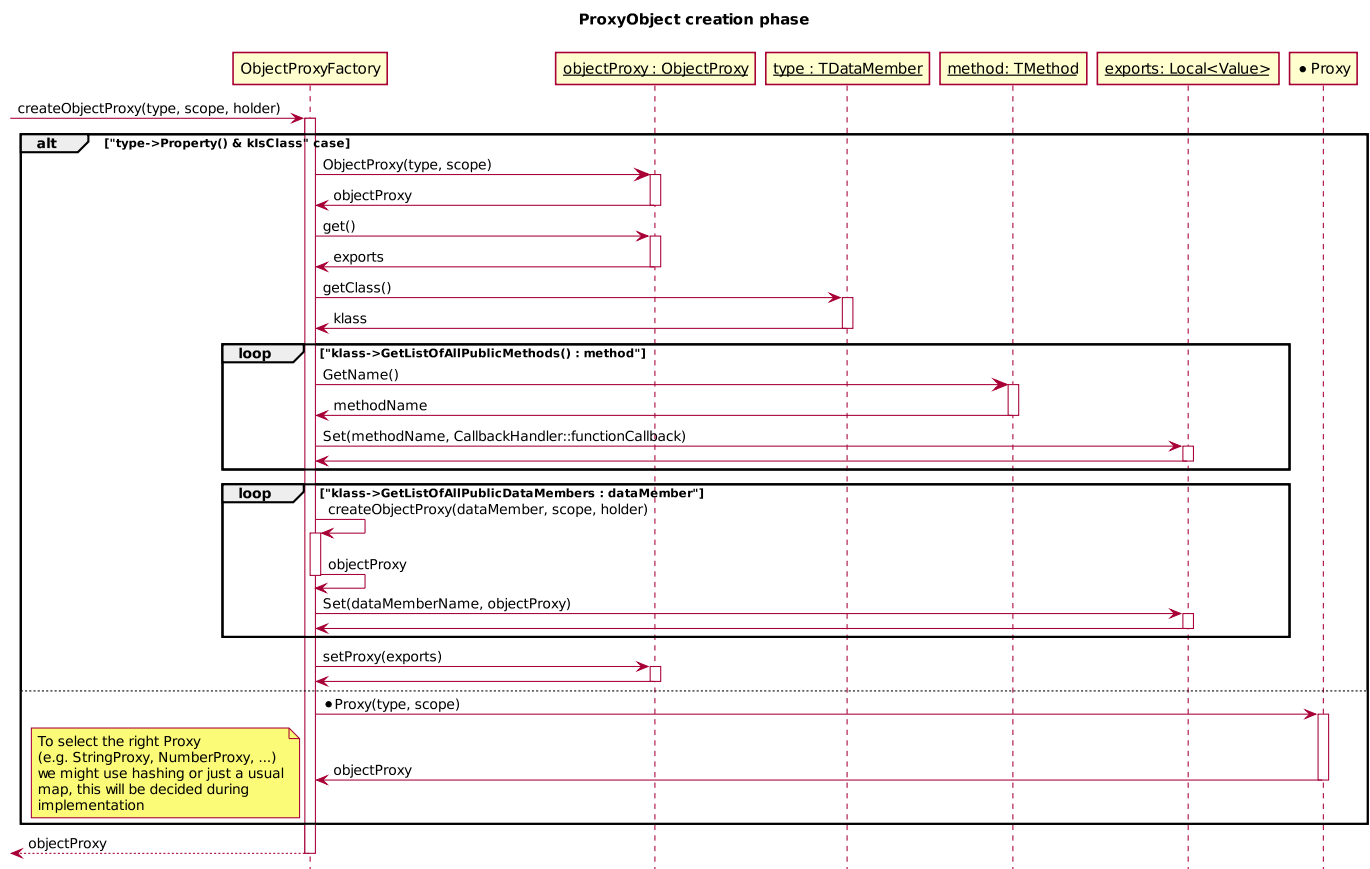 ProxyObject creation phase
ObjectProxyFactory
objectProxy : ObjectProxy
type : TDataMember
method: TMethod
exports: Local<Value>
•Proxy
createObjectProxy(type, scope, holder)
alt
["type->Property() & kIsClass" case]
ObjectProxy(type, scope)
objectProxy
get()
exports
getClass()
klass
loop
["klass->GetListOfAllPublicMethods() : method"]
GetName()
methodName
Set(methodName, CallbackHandler::functionCallback)
loop
["klass->GetListOfAllPublicDataMembers : dataMember"]
createObjectProxy(dataMember, scope, holder)
objectProxy
Set(dataMemberName, objectProxy)
setProxy(exports)
•Proxy(type, scope)
To select the right Proxy
(e.g. StringProxy, NumberProxy, ...)
we might use hashing or just a usual
map, this will be decided during
implementation
objectProxy
objectProxy